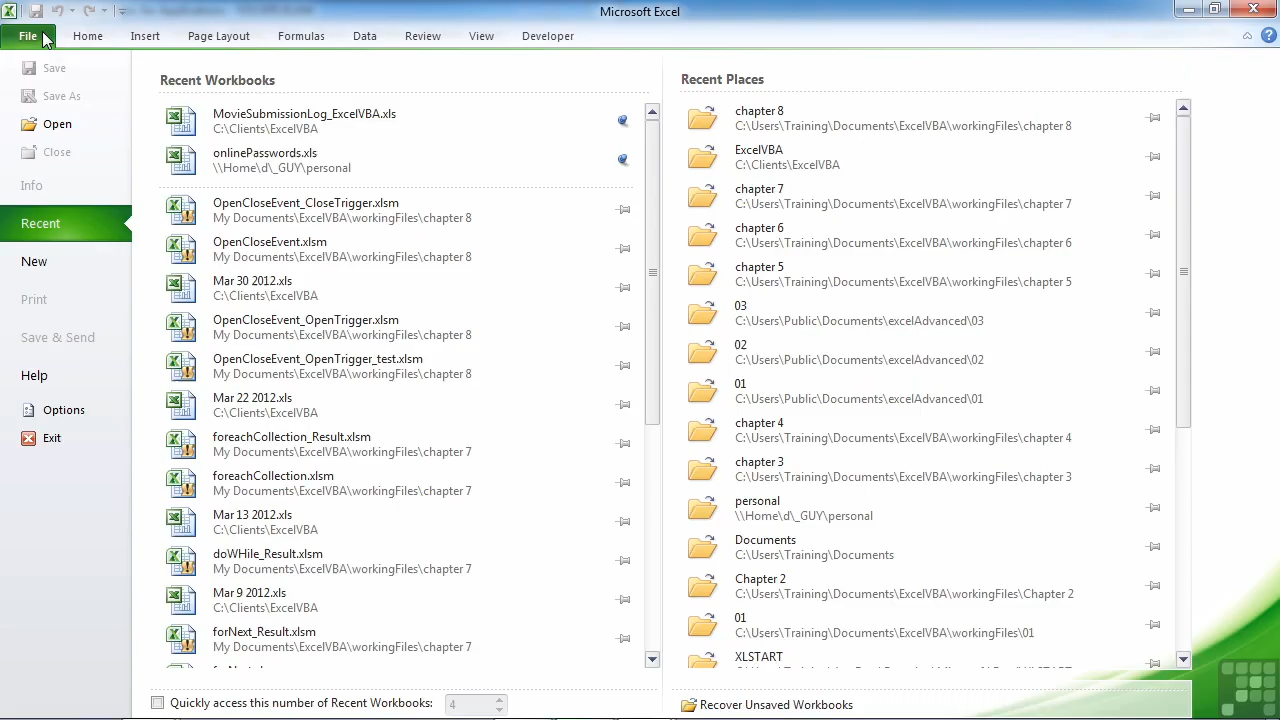 Microsoft Excel
File Home Insert Page Layout Formulas Data Review View Developer
Save
Save As
Open
Close
Info
Recent
New
Print
Save & Send
Help
Options
Exit
Recent Workbooks
MovieSubmissionLog_ExcelVBA.xls
C:\Clients\ExcelVBA
onlinePasswords.xls
\\Home\d\_GUY\personal
OpenCloseEvent_CloseTrigger.xlsm
My Documents\ExcelVBA\workingFiles\chapter 8
OpenCloseEvent.xlsm
My Documents\ExcelVBA\workingFiles\chapter 8
Mar 30 2012.xls
C:\Clients\ExcelVBA
OpenCloseEvent_OpenTrigger.xlsm
My Documents\ExcelVBA\workingFiles\chapter 8
OpenCloseEvent_OpenTrigger_test.xlsm
My Documents\ExcelVBA\workingFiles\chapter 8
Mar 22 2012.xls
C:\Clients\ExcelVBA
foreachCollection_Result.xlsm
My Documents\ExcelVBA\workingFiles\chapter 7
foreachCollection.xlsm
My Documents\ExcelVBA\workingFiles\chapter 7
Mar 13 2012.xls
C:\Clients\ExcelVBA
doWHile_Result.xlsm
My Documents\ExcelVBA\workingFiles\chapter 7
Mar 9 2012.xls
C:\Clients\ExcelVBA
forNext_Result.xlsm
My Documents\ExcelVBA\workingFiles\chapter 7
Quickly access this number of Recent Workbooks: 4
Recent Places
chapter 8
C:\Users\Training\Documents\ExcelVBA\workingFiles\chapter 8
ExcelVBA
C:\Clients\ExcelVBA
chapter 7
C:\Users\Training\Documents\ExcelVBA\workingFiles\chapter 7
chapter 6
C:\Users\Training\Documents\ExcelVBA\workingFiles\chapter 6
chapter 5
C:\Users\Training\Documents\ExcelVBA\workingFiles\chapter 5
03
C:\Users\Public\Documents\excelAdvanced\03
02
C:\Users\Public\Documents\excelAdvanced\02
01
C:\Users\Public\Documents\excelAdvanced\01
chapter 4
C:\Users\Training\Documents\ExcelVBA\workingFiles\chapter 4
chapter 3
C:\Users\Training\Documents\ExcelVBA\workingFiles\chapter 3
personal
\\Home\d\_GUY\personal
Documents
C:\Users\Training\Documents
Chapter 2
C:\Users\Training\Documents\ExcelVBA\workingFiles\Chapter 2
01
C:\Users\Training\Documents\ExcelVBA\workingFiles\01
XLSTART
Recover Unsaved Workbooks